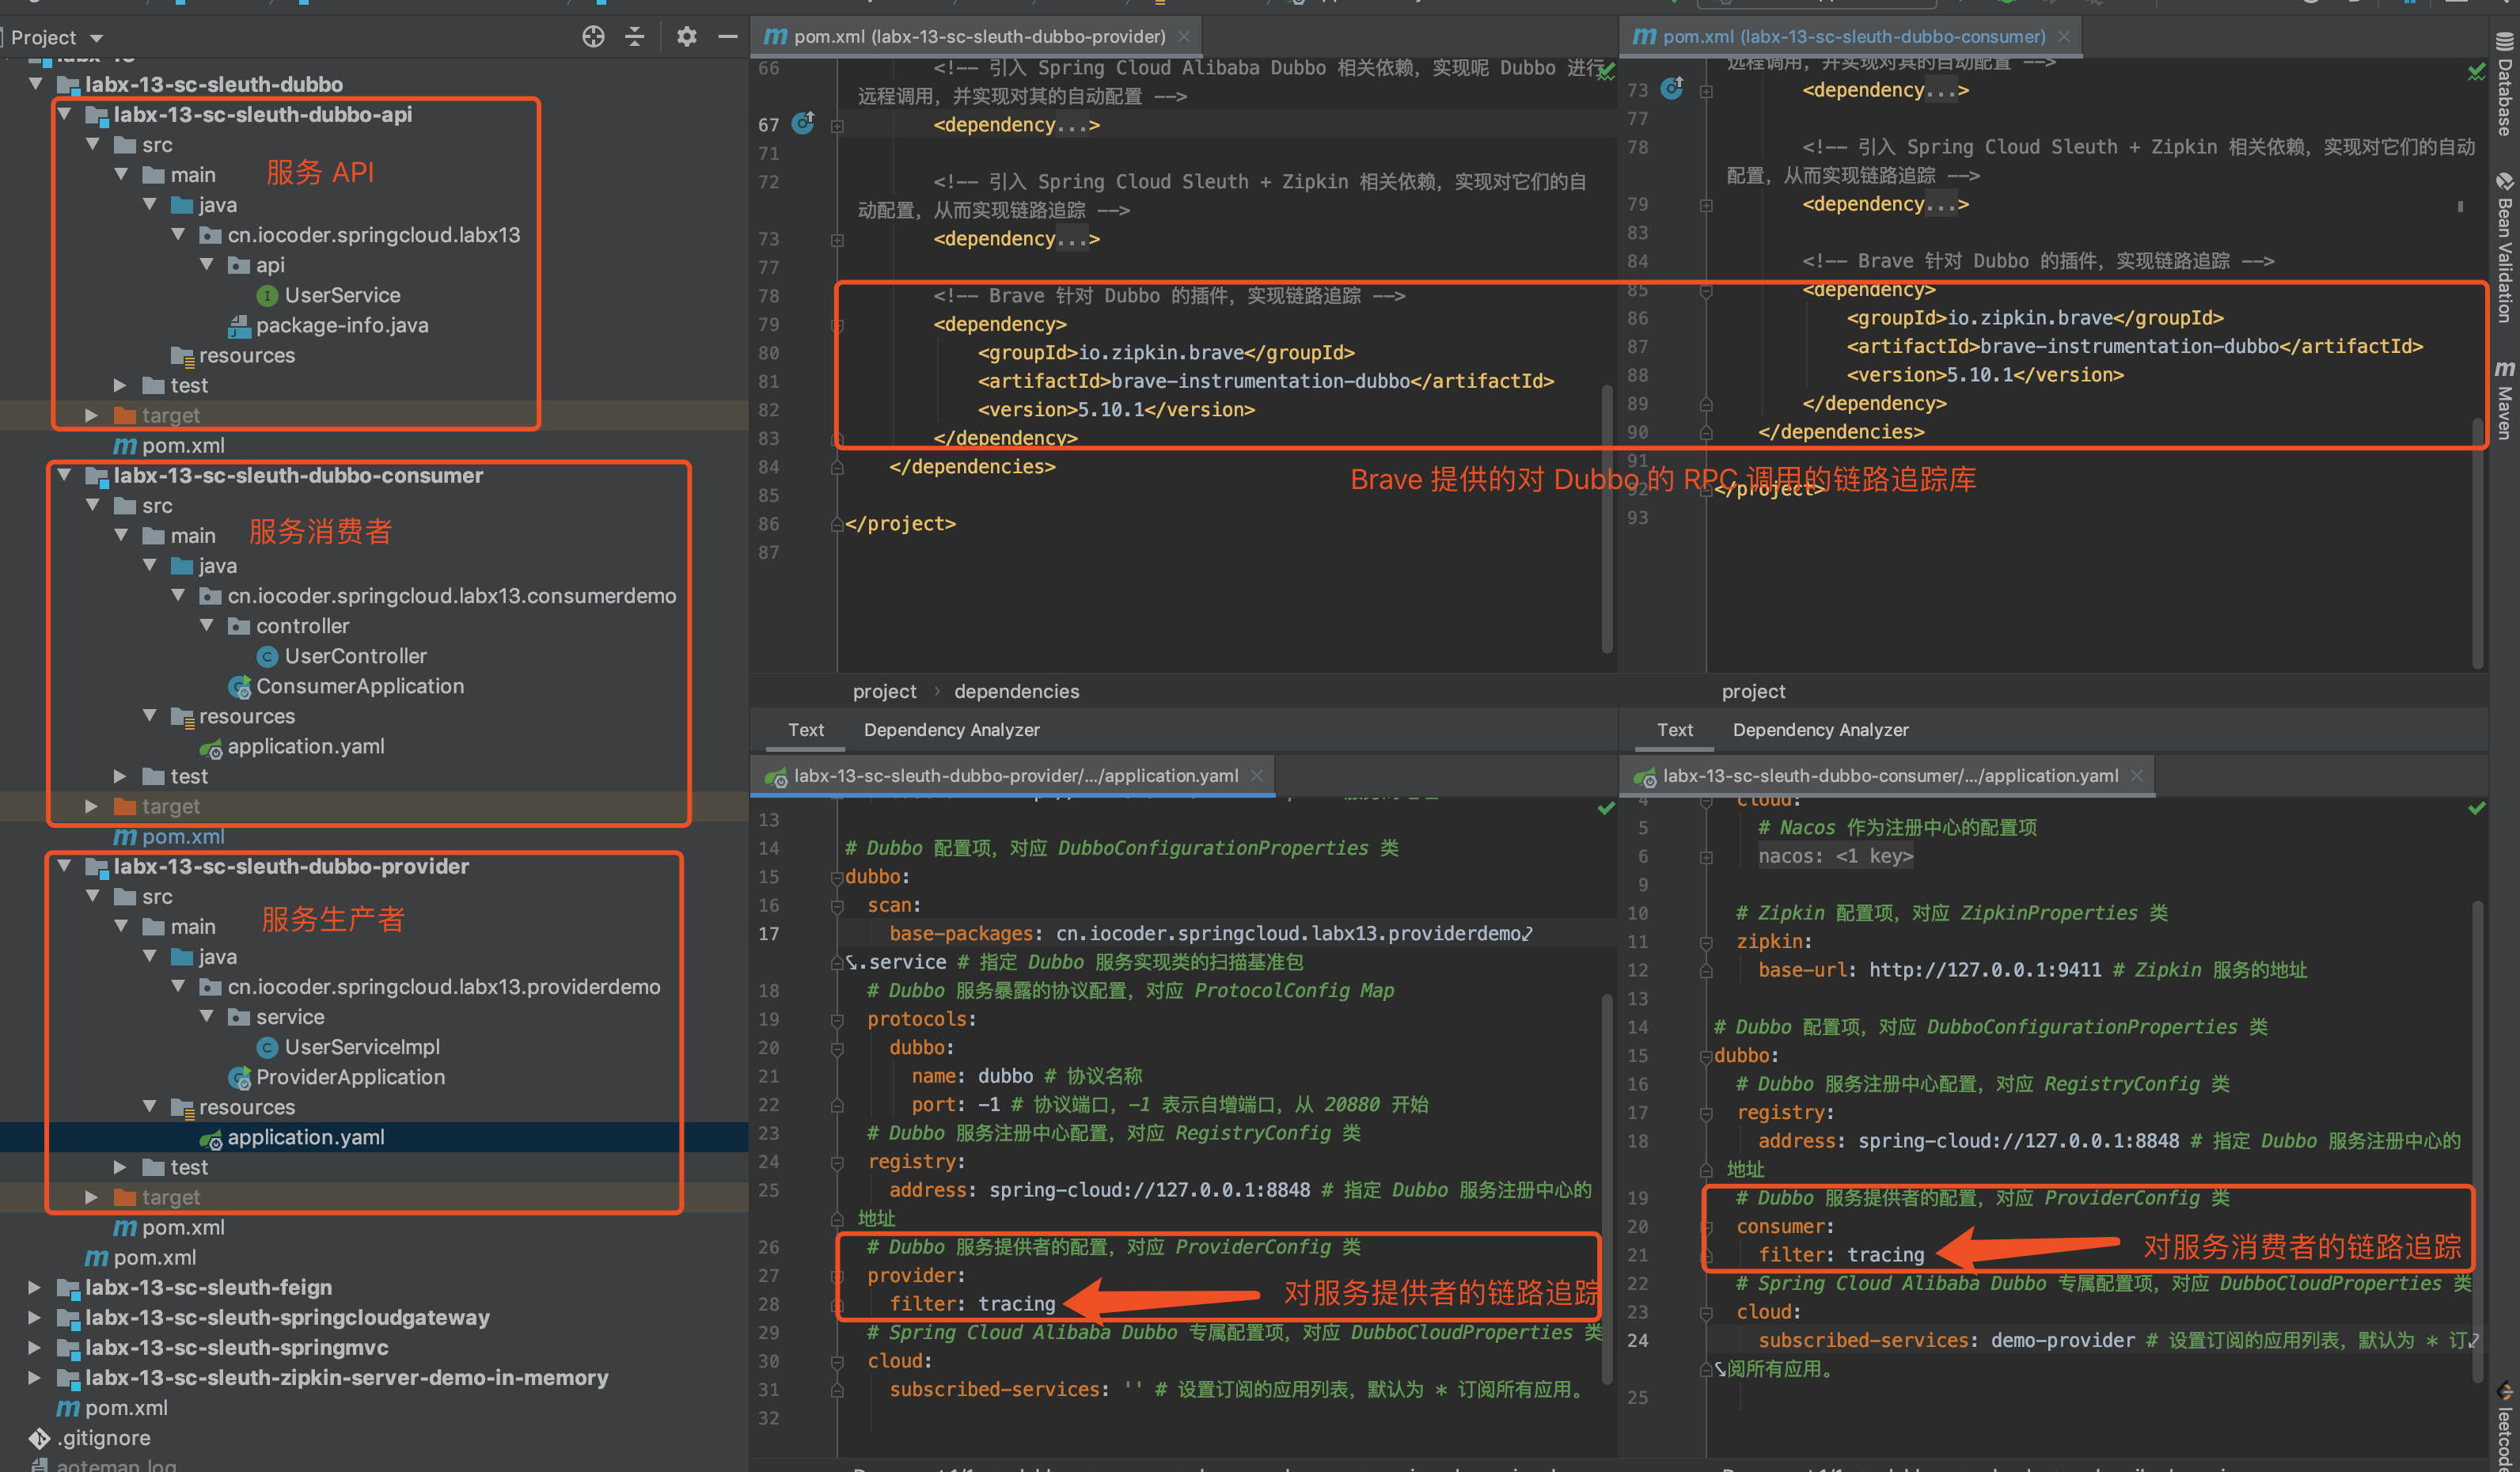 Project
labx-13-sc-sleuth-dubbo
labx-13-sc-sleuth-dubbo-api
src
main
服务 API
java
cn.iocoder.springcloud.labx13
api
UserService
package-info.java
resources
test
target
pom.xml
labx-13-sc-sleuth-dubbo-consumer
src
main
服务消费者
java
cn.iocoder.springcloud.labx13.consumerdemo
controller
UserController
ConsumerApplication
resources
application.yaml
test
target
pom.xml
labx-13-sc-sleuth-dubbo-provider
src
main
服务生产者
java
cn.iocoder.springcloud.labx13.providerdemo
service
UserServiceImpl
ProviderApplication
resources
application.yaml
test
target
pom.xml
pom.xml
labx-13-sc-sleuth-feign
labx-13-sc-sleuth-springcloudgateway
labx-13-sc-sleuth-springmvc
labx-13-sc-sleuth-zipkin-server-demo-in-memory
pom.xml
.gitignore
aoteman.log
pom.xml (labx-13-sc-sleuth-dubbo-provider)
66 <!-- 引入 Spring Cloud Alibaba Dubbo 相关依赖，实现呢 Dubbo 进行
远程调用，并实现对其的自动配置 -->
67 <dependency...>
71
72 <!-- 引入 Spring Cloud Sleuth + Zipkin 相关依赖，实现对它们的自
动配置，从而实现链路追踪 -->
73 <dependency...>
77
78 <!-- Brave 针对 Dubbo 的插件，实现链路追踪 -->
79 <dependency>
80 <groupId>io.zipkin.brave</groupId>
81 <artifactId>brave-instrumentation-dubbo</artifactId>
82 <version>5.10.1</version>
83 </dependency>
84 </dependencies>
85
86 </project>
87
project › dependencies
Text Dependency Analyzer
pom.xml (labx-13-sc-sleuth-dubbo-consumer)
远程调用，并实现对其的自动配置 -->
73 <dependency...>
77
78 <!-- 引入 Spring Cloud Sleuth + Zipkin 相关依赖，实现对它们的自动
配置，从而实现链路追踪 -->
79 <dependency...>
83
84 <!-- Brave 针对 Dubbo 的插件，实现链路追踪 -->
85 <dependency>
86 <groupId>io.zipkin.brave</groupId>
87 <artifactId>brave-instrumentation-dubbo</artifactId>
88 <version>5.10.1</version>
89 </dependency>
90 </dependencies>
91
Brave 提供的对 Dubbo 的 RPC 调用的链路追踪库
92 </project>
93
project
Text Dependency Analyzer
labx-13-sc-sleuth-dubbo-provider/.../application.yaml
13
14 # Dubbo 配置项，对应 DubboConfigurationProperties 类
15 dubbo:
16 scan:
17 base-packages: cn.iocoder.springcloud.labx13.providerdemo
.service # 指定 Dubbo 服务实现类的扫描基准包
18 # Dubbo 服务暴露的协议配置，对应 ProtocolConfig Map
19 protocols:
20 dubbo:
21 name: dubbo # 协议名称
22 port: -1 # 协议端口，-1 表示自增端口，从 20880 开始
23 # Dubbo 服务注册中心配置，对应 RegistryConfig 类
24 registry:
25 address: spring-cloud://127.0.0.1:8848 # 指定 Dubbo 服务注册中心的
地址
26 # Dubbo 服务提供者的配置，对应 ProviderConfig 类
27 provider:
28 filter: tracing
对服务提供者的链路追踪
29 # Spring Cloud Alibaba Dubbo 专属配置项，对应 DubboCloudProperties 类
30 cloud:
31 subscribed-services: '' # 设置订阅的应用列表，默认为 * 订阅所有应用。
32
labx-13-sc-sleuth-dubbo-consumer/.../application.yaml
4 cloud:
5 # Nacos 作为注册中心的配置项
6 nacos: <1 key>
9
10 # Zipkin 配置项，对应 ZipkinProperties 类
11 zipkin:
12 base-url: http://127.0.0.1:9411 # Zipkin 服务的地址
13
14 # Dubbo 配置项，对应 DubboConfigurationProperties 类
15 dubbo:
16 # Dubbo 服务注册中心配置，对应 RegistryConfig 类
17 registry:
18 address: spring-cloud://127.0.0.1:8848 # 指定 Dubbo 服务注册中心的
地址
19 # Dubbo 服务提供者的配置，对应 ProviderConfig 类
20 consumer:
21 filter: tracing
对服务消费者的链路追踪
22 # Spring Cloud Alibaba Dubbo 专属配置项，对应 DubboCloudProperties 类
23 cloud:
24 subscribed-services: demo-provider # 设置订阅的应用列表，默认为 * 订
阅所有应用。
25
Database
Bean Validation
Maven
leetcode